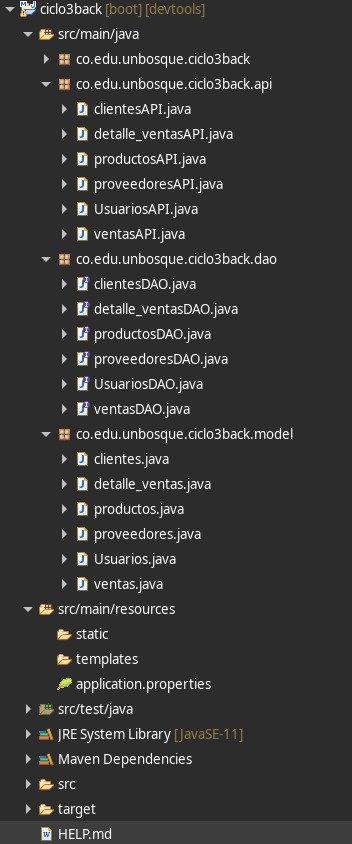 ciclo3back [boot] [devtools]
src/main/java
co.edu.unbosque.ciclo3back
co.edu.unbosque.ciclo3back.api
clientesAPI.java
detalle_ventasAPI.java
productosAPI.java
proveedoresAPI.java
UsuariosAPI.java
ventasAPI.java
co.edu.unbosque.ciclo3back.dao
clientesDAO.java
detalle_ventasDAO.java
productosDAO.java
proveedoresDAO.java
UsuariosDAO.java
ventasDAO.java
co.edu.unbosque.ciclo3back.model
clientes.java
detalle_ventas.java
productos.java
proveedores.java
Usuarios.java
ventas.java
src/main/resources
static
templates
application.properties
src/test/java
JRE System Library [JavaSE-11]
Maven Dependencies
src
target
HELP.md